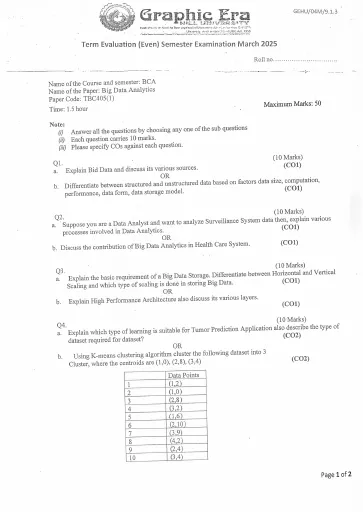 GEHU/DEM/9.1.3
Graphic Era
HILL UNIVERSITY
Term Evaluation (Even) Semester Examination March 2025
Roll no
Name of the Course and semester: BCA
Name of the Paper: Big Data Analytics
Paper Code: TBC405(1)
Time: 1.5 hour
Maximum Marks: 50
Note:
(i) Answer all the questions by choosing any one of the sub questions
(ii) Each question carries 10 marks.
(iii) Please specify COs against each question.
(10 Marks)
Q1. (CO1)
a. Explain Bid Data and discuss its various sources.
OR
b. Differentiate between structured and unstructured data based on factors data size, computation,
performance, data form, data storage model. (CO1)
(10 Marks)
Q2.
a. Suppose you are a Data Analyst and want to analyze Surveillance System data then, explain various
processes involved in Data Analytics. (CO1)
OR
b. Discuss the contribution of Big Data Analytics in Health Care System. (CO1)
(10 Marks)
Q3.
a. Explain the basic requirement of a Big Data Storage. Differentiate between Horizontal and Vertical
Scaling and which type of scaling is done in storing Big Data. (CO1)
OR
b. Explain High Performance Architecture also discuss its various layers. (CO1)
(10 Marks)
Q4.
a. Explain which type of learning is suitable for Tumor Prediction Application also describe the type of
dataset required for dataset? (CO2)
OR
b. Using K-means clustering algorithm cluster the following dataset into 3
Cluster, where the centroids are (1,0), (2,8), (3,4) (CO2)
Data Points
1 (1,2)
2 (1,0)
3 (2,8)
4 (3,2)
5 (1,6)
6 (2,10)
7 (3,9)
8 (4,2)
9 (2,4)
10 (3,4)
Page 1 of 2